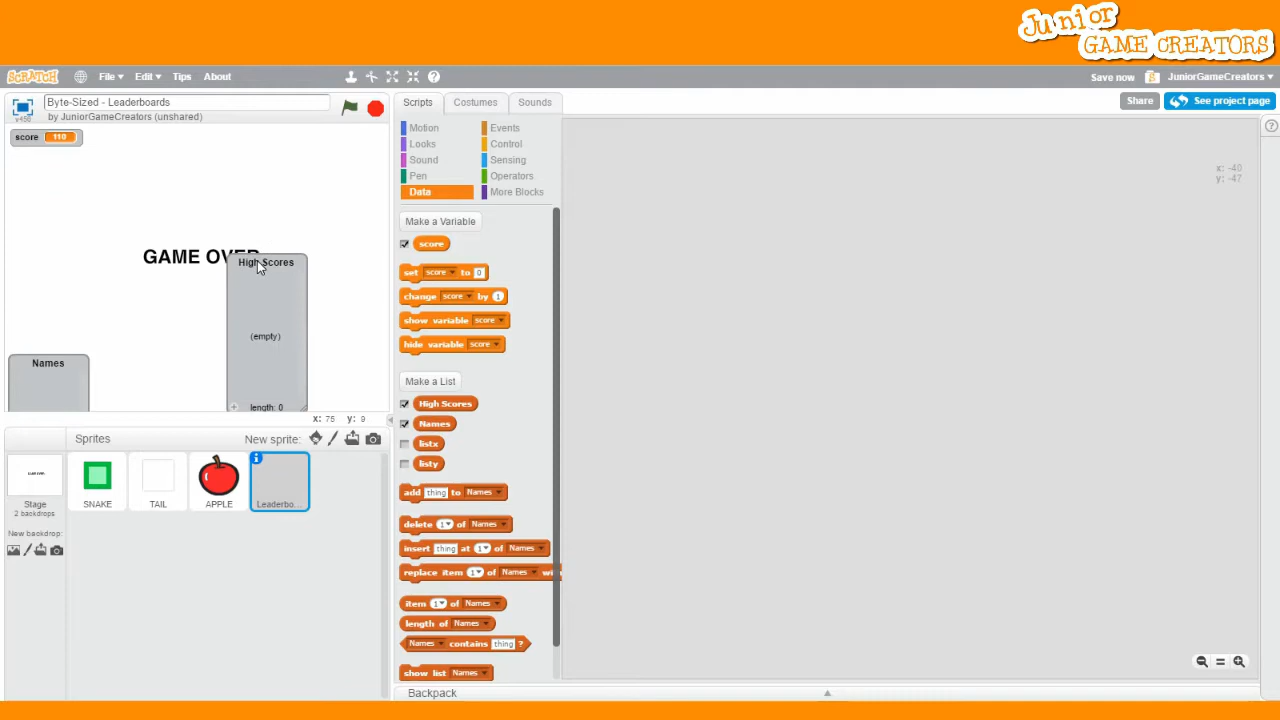 Junior
GAME CREATORS
SCRATCH File Edit Tips About Save now JuniorGameCreators
v456 Byte-Sized - Leaderboards
by JuniorGameCreators (unshared)
Scripts Costumes Sounds
Share See project page
score 110
Motion Events
Looks Control
Sound Sensing
Pen Operators
Data More Blocks
x: -40
y: -47
Make a Variable
score
set score to 0
change score by 1
show variable score
hide variable score
GAME OVER
High Scores
(empty)
length: 0
Names
x: 76 y: 9
Make a List
High Scores
Names
listx
listy
add thing to Names
delete 1 of Names
insert thing at 1 of Names
replace item 1 of Names wi
item 1 of Names
length of Names
Names contains thing ?
show list Names
Sprites New sprite:
GAME OVER
Stage
2 backdrops
New backdrop:
SNAKE
TAIL
APPLE
Leaderbo...
Backpack